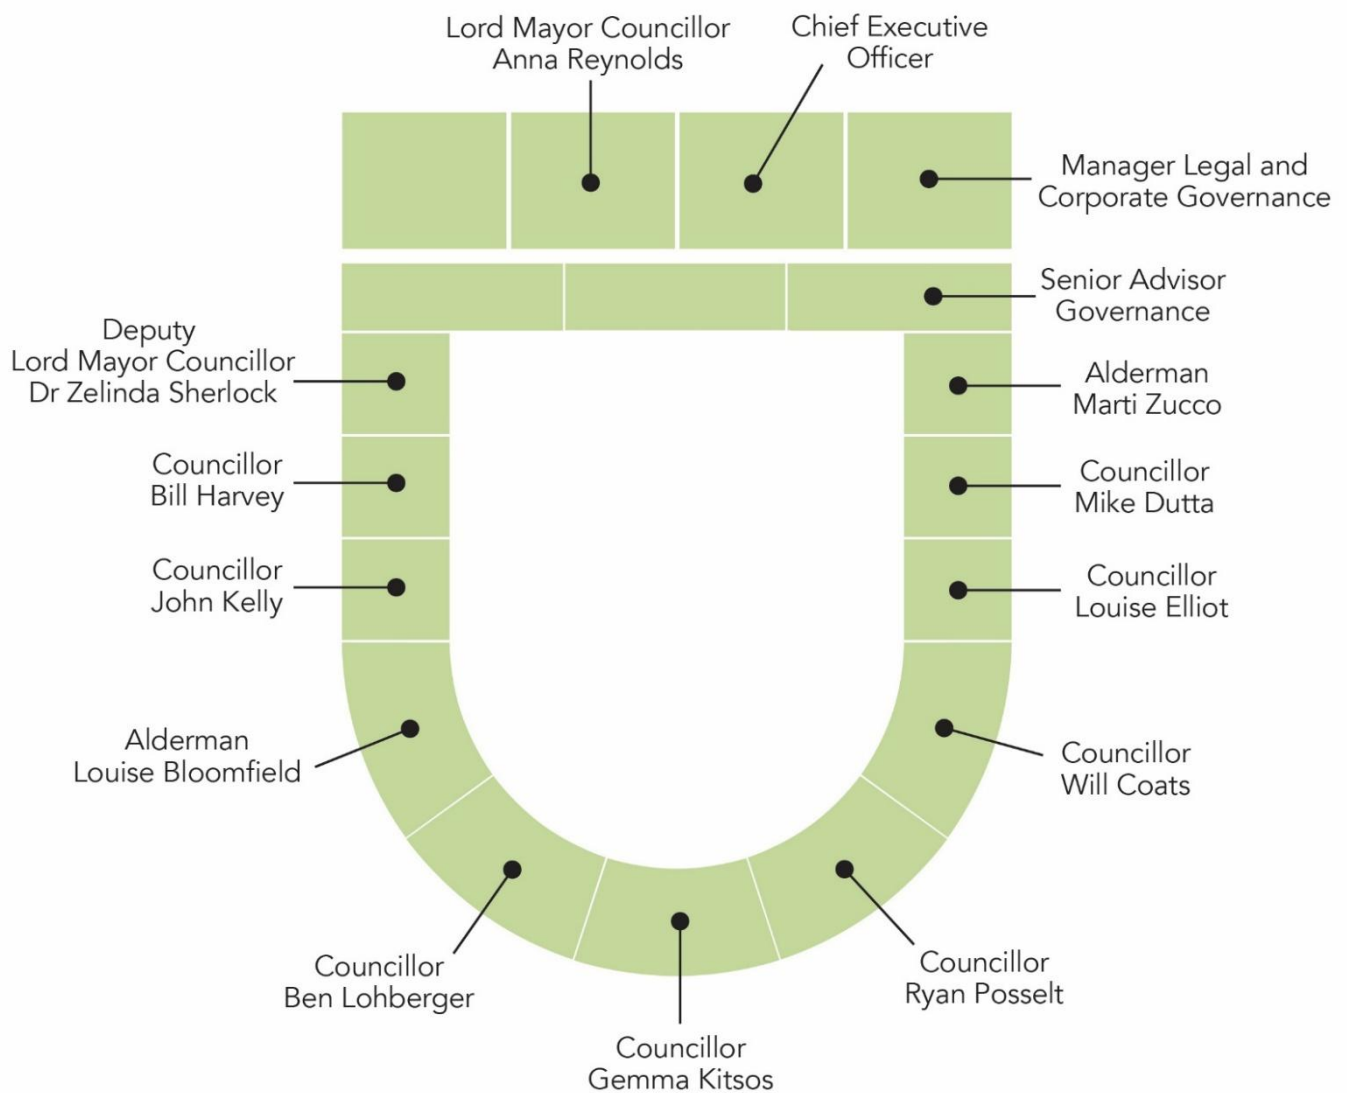 Lord Mayor Councillor
Anna Reynolds
Chief Executive
Officer
Manager Legal and
Corporate Governance
Senior Advisor
Governance
Deputy
Lord Mayor Councillor
Dr Zelinda Sherlock
Alderman
Marti Zucco
Councillor
Bill Harvey
Councillor
Mike Dutta
Councillor
John Kelly
Councillor
Louise Elliot
Alderman
Louise Bloomfield
Councillor
Will Coats
Councillor
Ben Lohberger
Councillor
Ryan Posselt
Councillor
Gemma Kitsos